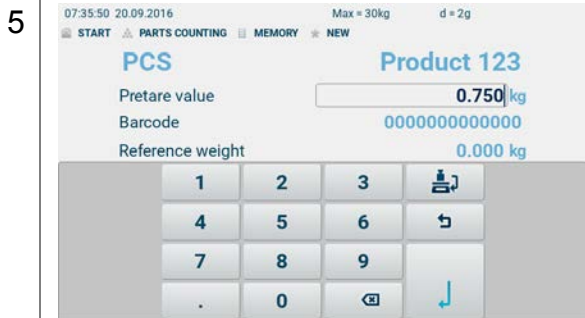 5
07:35:50 20.09.2016 Max = 30kg d = 2g
START PARTS COUNTING MEMORY NEW
PCS Product 123
Pretare value 0.750 kg
Barcode 0000000000000
Reference weight 0.000 kg
1 2 3
4 5 6
7 8 9
. 0